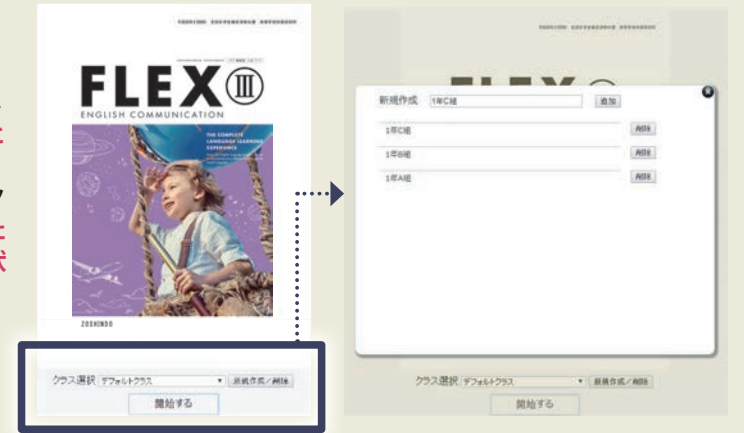 FLEX Ⅲ
ENGLISH COMMUNICATION
THE COMPLETE
LANGUAGE LEARNING
EXPERIENCE
ZOSHINDO
クラス選択 デフォルトクラス 新規作成／削除
開始する
新規作成 1年C組 追加
1年C組 削除
1年B組 削除
1年A組 削除
クラス選択 デフォルトクラス 新規作成／削除
開始する